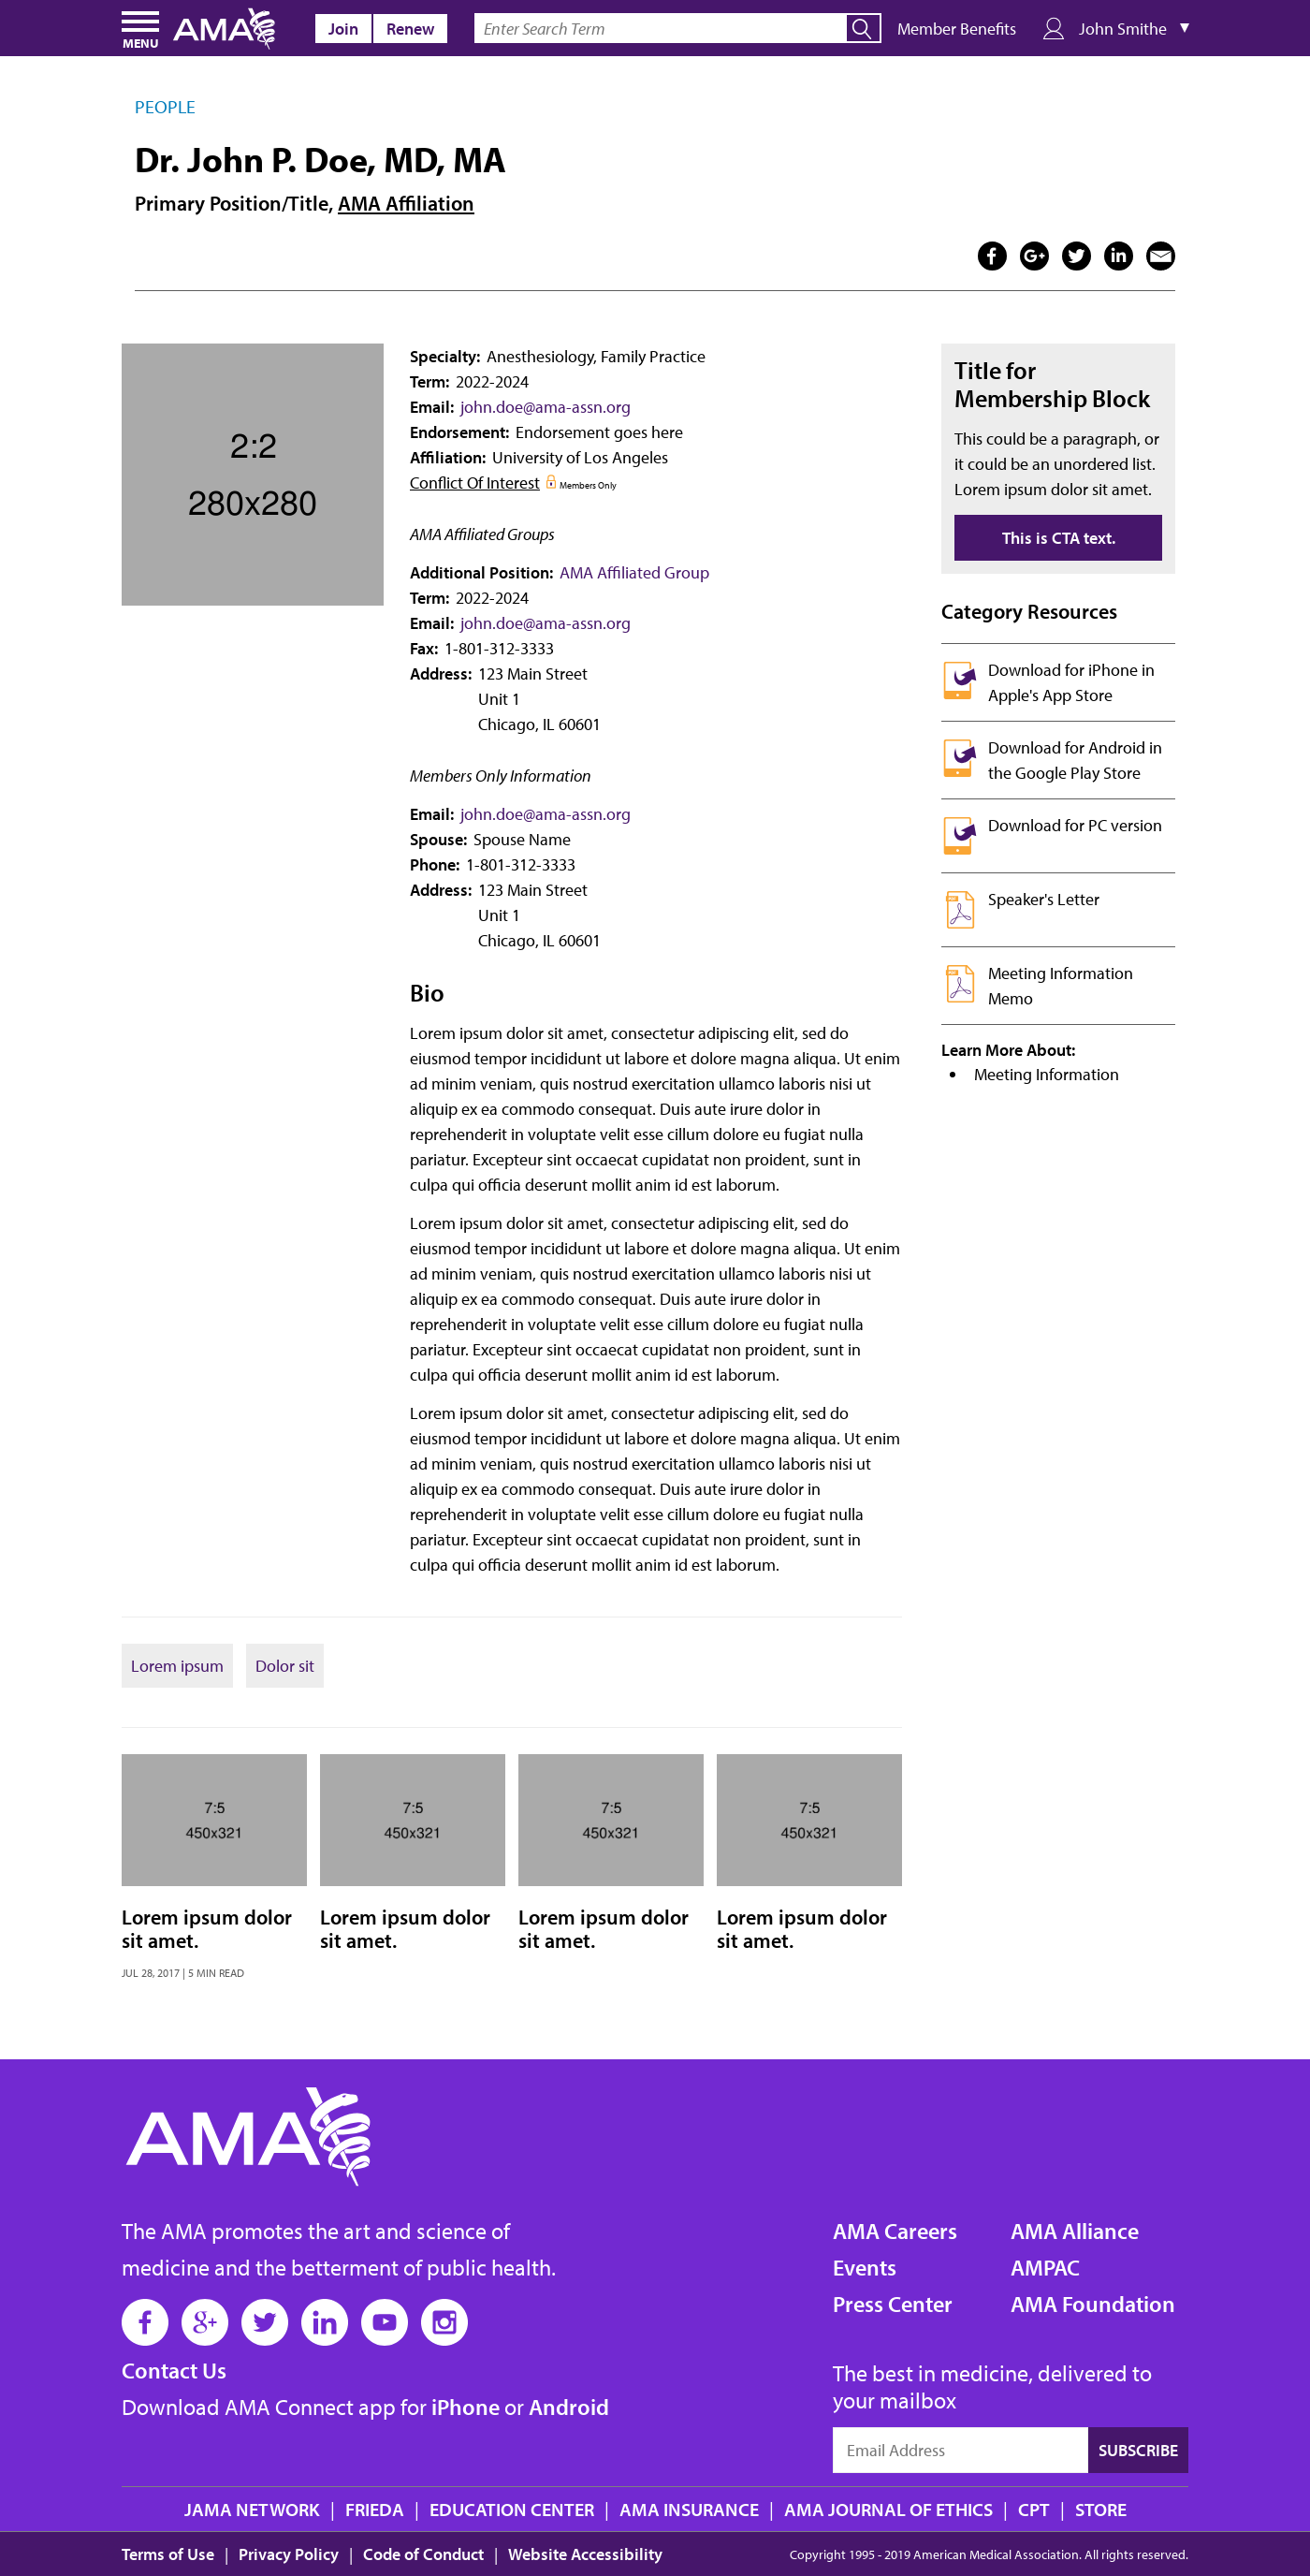 MENU
AMA
Join
Renew
Enter Search Term
Member Benefits
John Smithe
PEOPLE
Dr. John P. Doe, MD, MA
Primary Position/Title, AMA Affiliation
2:2
280x280
Specialty: Anesthesiology, Family Practice
Term: 2022-2024
Email: john.doe@ama-assn.org
Endorsement: Endorsement goes here
Affiliation: University of Los Angeles
Conflict Of Interest Members Only
AMA Affiliated Groups
Additional Position: AMA Affiliated Group
Term: 2022-2024
Email: john.doe@ama-assn.org
Fax: 1-801-312-3333
Address: 123 Main Street
Unit 1
Chicago, IL 60601
Members Only Information
Email: john.doe@ama-assn.org
Spouse: Spouse Name
Phone: 1-801-312-3333
Address: 123 Main Street
Unit 1
Chicago, IL 60601
Bio
Lorem ipsum dolor sit amet, consectetur adipiscing elit, sed do
eiusmod tempor incididunt ut labore et dolore magna aliqua. Ut enim
ad minim veniam, quis nostrud exercitation ullamco laboris nisi ut
aliquip ex ea commodo consequat. Duis aute irure dolor in
reprehenderit in voluptate velit esse cillum dolore eu fugiat nulla
pariatur. Excepteur sint occaecat cupidatat non proident, sunt in
culpa qui officia deserunt mollit anim id est laborum.
Lorem ipsum dolor sit amet, consectetur adipiscing elit, sed do
eiusmod tempor incididunt ut labore et dolore magna aliqua. Ut enim
ad minim veniam, quis nostrud exercitation ullamco laboris nisi ut
aliquip ex ea commodo consequat. Duis aute irure dolor in
reprehenderit in voluptate velit esse cillum dolore eu fugiat nulla
pariatur. Excepteur sint occaecat cupidatat non proident, sunt in
culpa qui officia deserunt mollit anim id est laborum.
Lorem ipsum dolor sit amet, consectetur adipiscing elit, sed do
eiusmod tempor incididunt ut labore et dolore magna aliqua. Ut enim
ad minim veniam, quis nostrud exercitation ullamco laboris nisi ut
aliquip ex ea commodo consequat. Duis aute irure dolor in
reprehenderit in voluptate velit esse cillum dolore eu fugiat nulla
pariatur. Excepteur sint occaecat cupidatat non proident, sunt in
culpa qui officia deserunt mollit anim id est laborum.
Title for
Membership Block
This could be a paragraph, or
it could be an unordered list.
Lorem ipsum dolor sit amet.
This is CTA text.
Category Resources
Download for iPhone in
Apple's App Store
Download for Android in
the Google Play Store
Download for PC version
Speaker's Letter
Meeting Information
Memo
Learn More About:
• Meeting Information
Lorem ipsum
Dolor sit
7:5
450x321
Lorem ipsum dolor
sit amet.
JUL 28, 2017 | 5 MIN READ
7:5
450x321
Lorem ipsum dolor
sit amet.
7:5
450x321
Lorem ipsum dolor
sit amet.
7:5
450x321
Lorem ipsum dolor
sit amet.
AMA
The AMA promotes the art and science of
medicine and the betterment of public health.
Contact Us
Download AMA Connect app for iPhone or Android
AMA Careers
Events
Press Center
AMA Alliance
AMPAC
AMA Foundation
The best in medicine, delivered to
your mailbox
Email Address
SUBSCRIBE
JAMA NETWORK | FRIEDA | EDUCATION CENTER | AMA INSURANCE | AMA JOURNAL OF ETHICS | CPT | STORE
Terms of Use | Privacy Policy | Code of Conduct | Website Accessibility
Copyright 1995 - 2019 American Medical Association. All rights reserved.